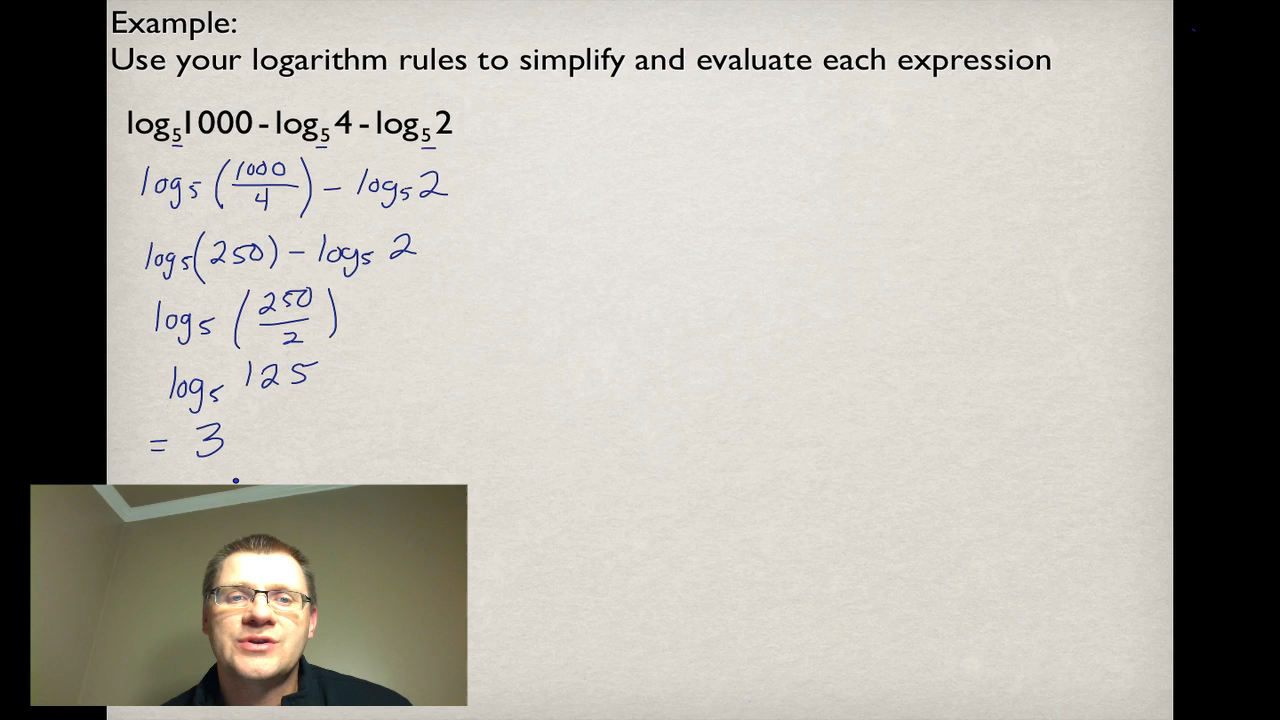 Example:
Use your logarithm rules to simplify and evaluate each expression
log₅1000 - log₅4 - log₅2
log₅ (1000/4) - log₅ 2
log₅(250) - log₅ 2
log₅ (250/2)
log₅ 125
= 3